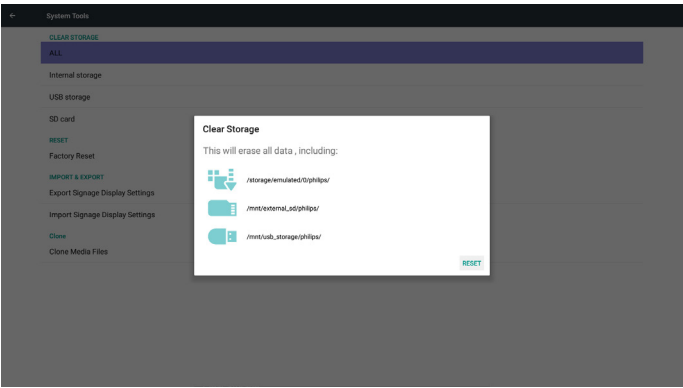 System Tools
CLEAR STORAGE
ALL
Internal storage
USB storage
SD card
RESET
Factory Reset
IMPORT & EXPORT
Export Signage Display Settings
Import Signage Display Settings
Clone
Clone Media Files
Clear Storage
This will erase all data , including:
/storage/emulated/0/philips/
/mnt/external_sd/philips/
/mnt/usb_storage/philips/
RESET